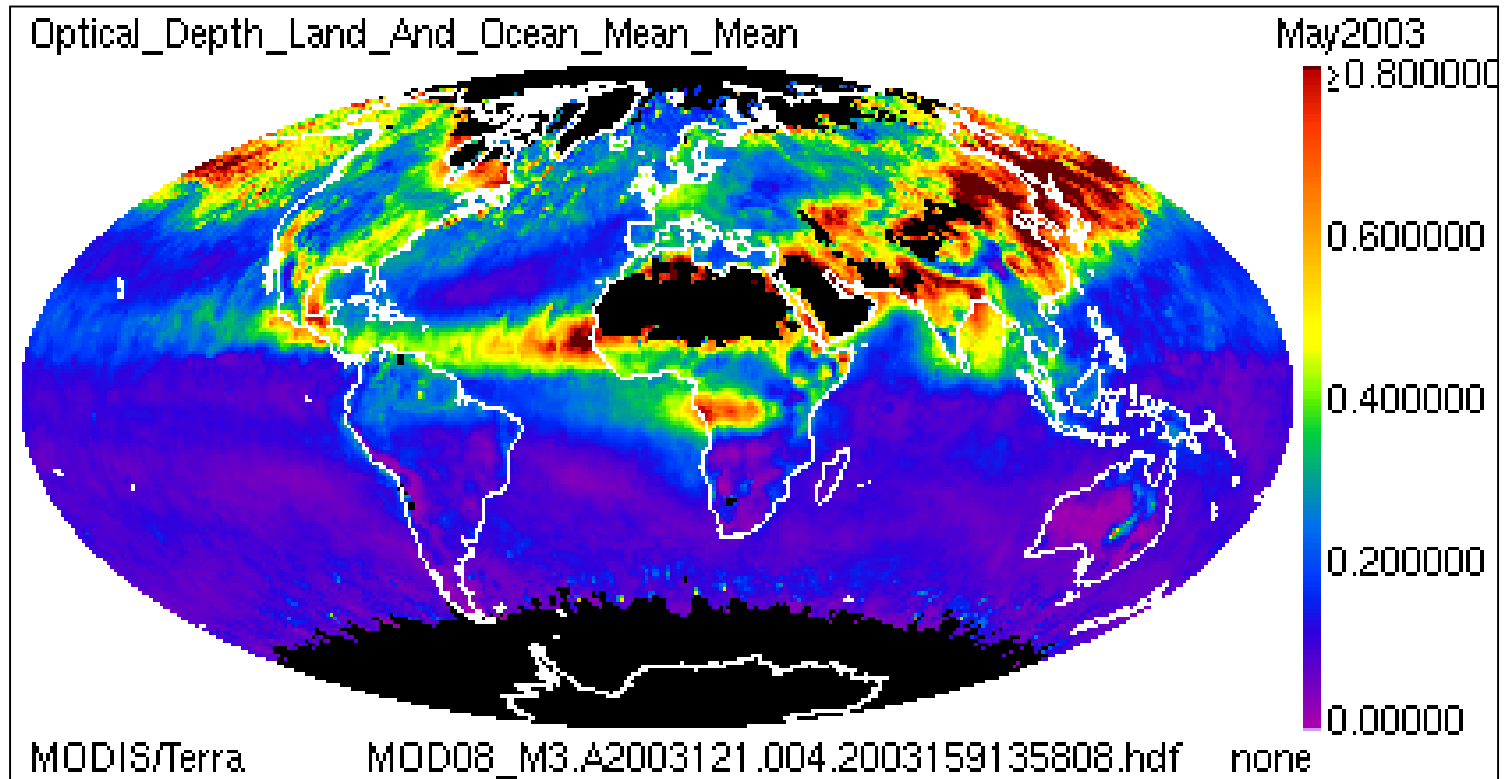 Optical_Depth_Land_And_Ocean_Mean_Mean May2003
≥0.800000
0.600000
0.400000
0.200000
0.00000
MODIS/Terra MOD08_M3.A2003121.004.2003159135808.hdf none